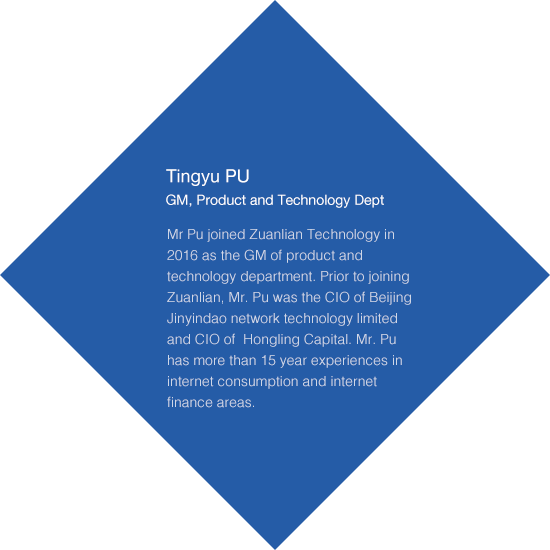 Tingyu PU
GM, Product and Technology Dept
Mr Pu joined Zuanlian Technology in
2016 as the GM of product and
technology department. Prior to joining
Zuanlian, Mr. Pu was the CIO of Beijing
Jinyindao network technology limited
and CIO of  Hongling Capital. Mr. Pu
has more than 15 year experiences in
internet consumption and internet
finance areas.